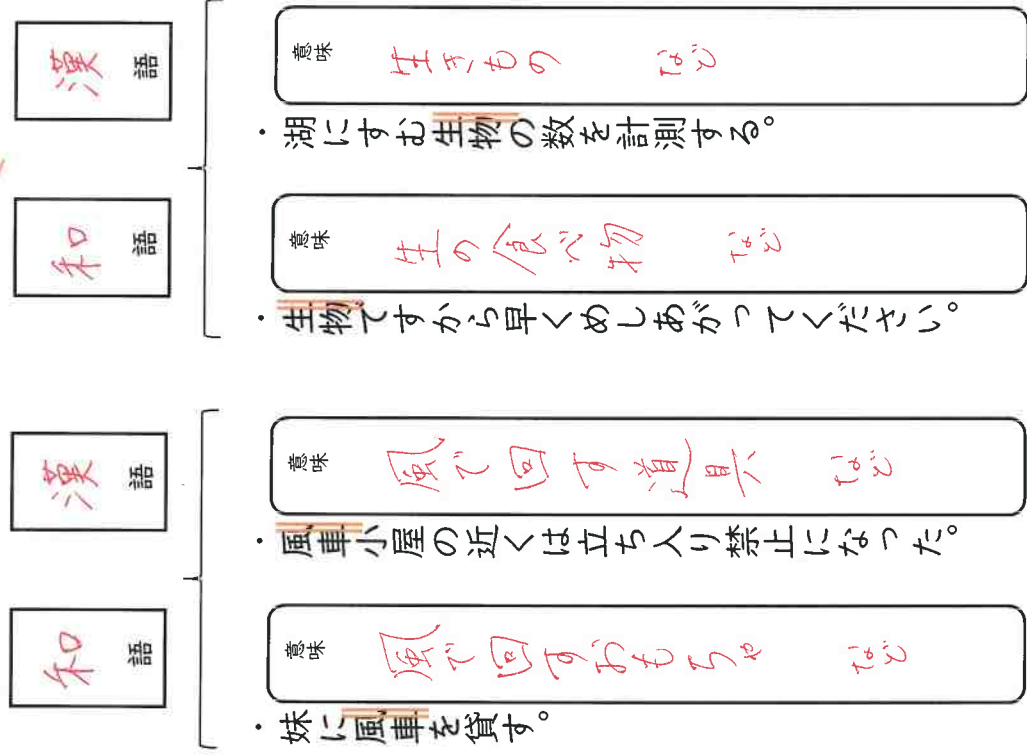 漢語
意味 生きもの など
・湖にすむ生物の数を計測する。
和語
意味 生の食べ物 など
・生物ですから早くめしあがってください。
漢語
意味 風で回す道具 など
・風車小屋の近くは立ち入り禁止になった。
和語
意味 風で回すおもちゃ など
・妹に風車を貸す。